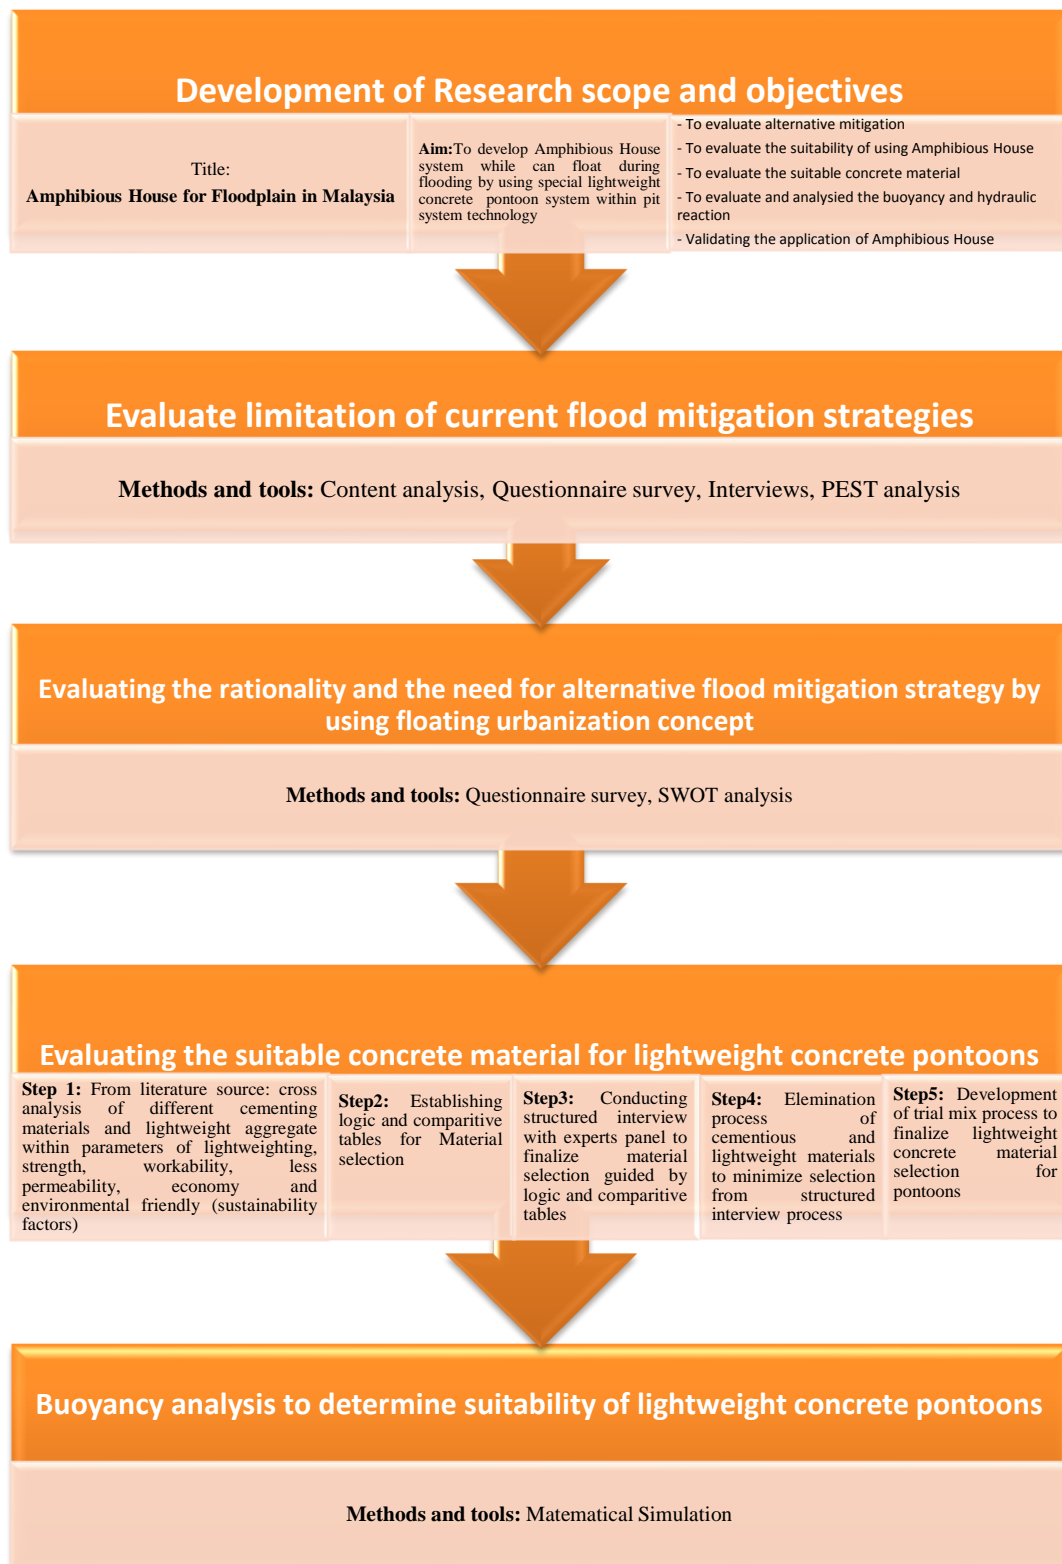 Development of Research scope and objectives
Title:
Amphibious House for Floodplain in Malaysia
Aim:To develop Amphibious House
system while can float during
flooding by using special lightweight
concrete pontoon system within pit
system technology
- To evaluate alternative mitigation
- To evaluate the suitability of using Amphibious House
- To evaluate the suitable concrete material
- To evaluate and analysied the buoyancy and hydraulic
reaction
- Validating the application of Amphibious House
Evaluate limitation of current flood mitigation strategies
Methods and tools: Content analysis, Questionnaire survey, Interviews, PEST analysis
Evaluating the rationality and the need for alternative flood mitigation strategy by
using floating urbanization concept
Methods and tools: Questionnaire survey, SWOT analysis
Evaluating the suitable concrete material for lightweight concrete pontoons
Step 1: From literature source: cross
analysis of different cementing
materials and lightweight aggregate
within parameters of lightweighting,
strength, workability, less
permeability, economy and
environmental friendly (sustainability
factors)
Step2: Establishing
logic and comparitive
tables for Material
selection
Step3: Conducting
structured interview
with experts panel to
finalize material
selection guided by
logic and comparitive
tables
Step4: Elemination
process of
cementious and
lightweight materials
to minimize selection
from structured
interview process
Step5: Development
of trial mix process to
finalize lightweight
concrete material
selection for
pontoons
Buoyancy analysis to determine suitability of lightweight concrete pontoons
Methods and tools: Matematical Simulation